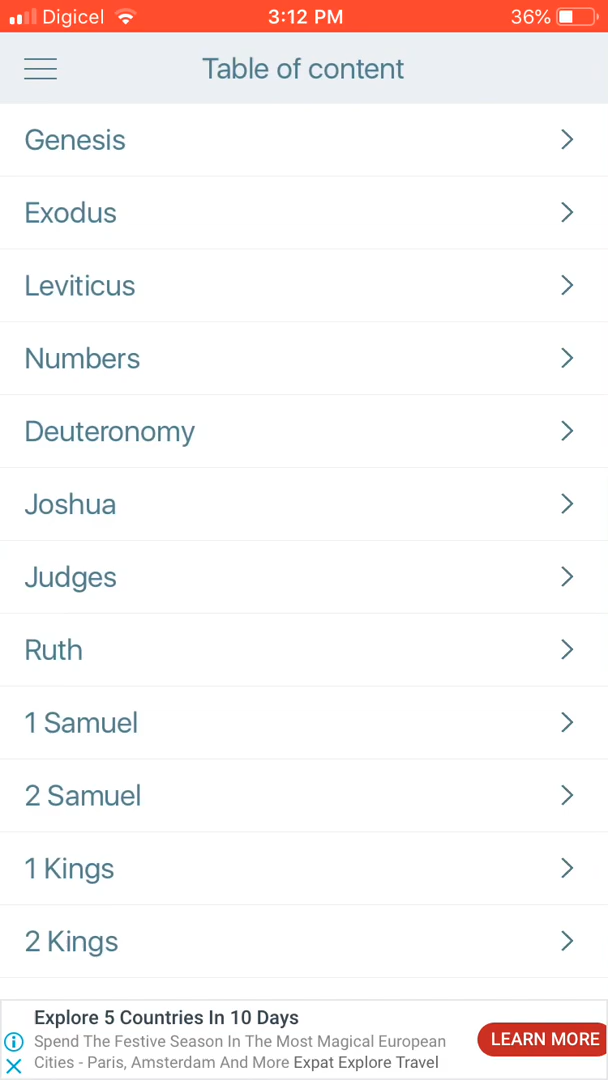 Digicel 3:12 PM 36%
Table of content
Genesis
Exodus
Leviticus
Numbers
Deuteronomy
Joshua
Judges
Ruth
1 Samuel
2 Samuel
1 Kings
2 Kings
Explore 5 Countries In 10 Days
Spend The Festive Season In The Most Magical European
Cities - Paris, Amsterdam And More Expat Explore Travel
LEARN MORE